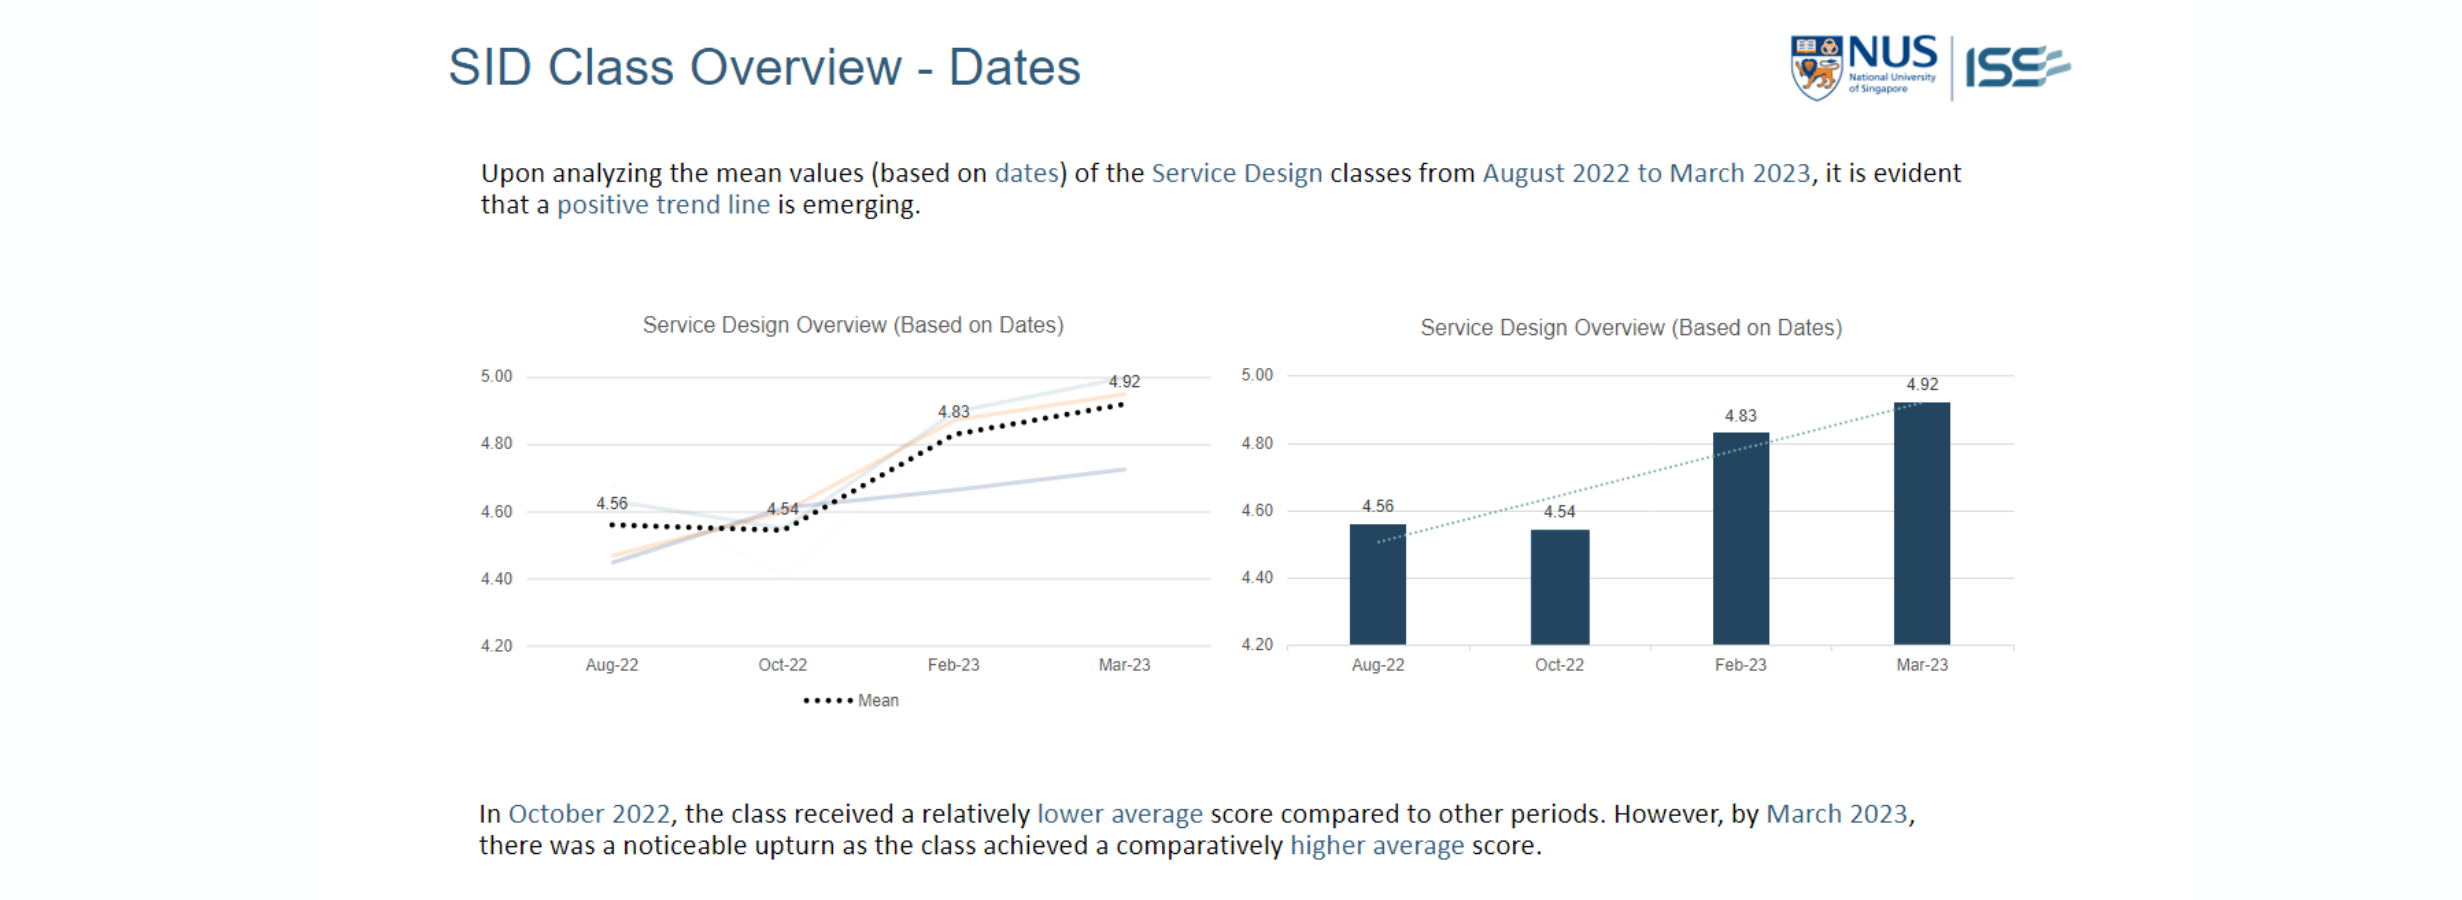 SID Class Overview - Dates
NUS
National University
of Singapore
ISS
Upon analyzing the mean values (based on dates) of the Service Design classes from August 2022 to March 2023, it is evident
that a positive trend line is emerging.
Service Design Overview (Based on Dates)
5.00
4.80
4.60
4.40
4.20
4.56
4.54
4.83
4.92
Aug-22
Oct-22
Feb-23
Mar-23
Mean
Service Design Overview (Based on Dates)
5.00
4.80
4.60
4.40
4.20
4.56
4.54
4.83
4.92
Aug-22
Oct-22
Feb-23
Mar-23
In October 2022, the class received a relatively lower average score compared to other periods. However, by March 2023,
there was a noticeable upturn as the class achieved a comparatively higher average score.